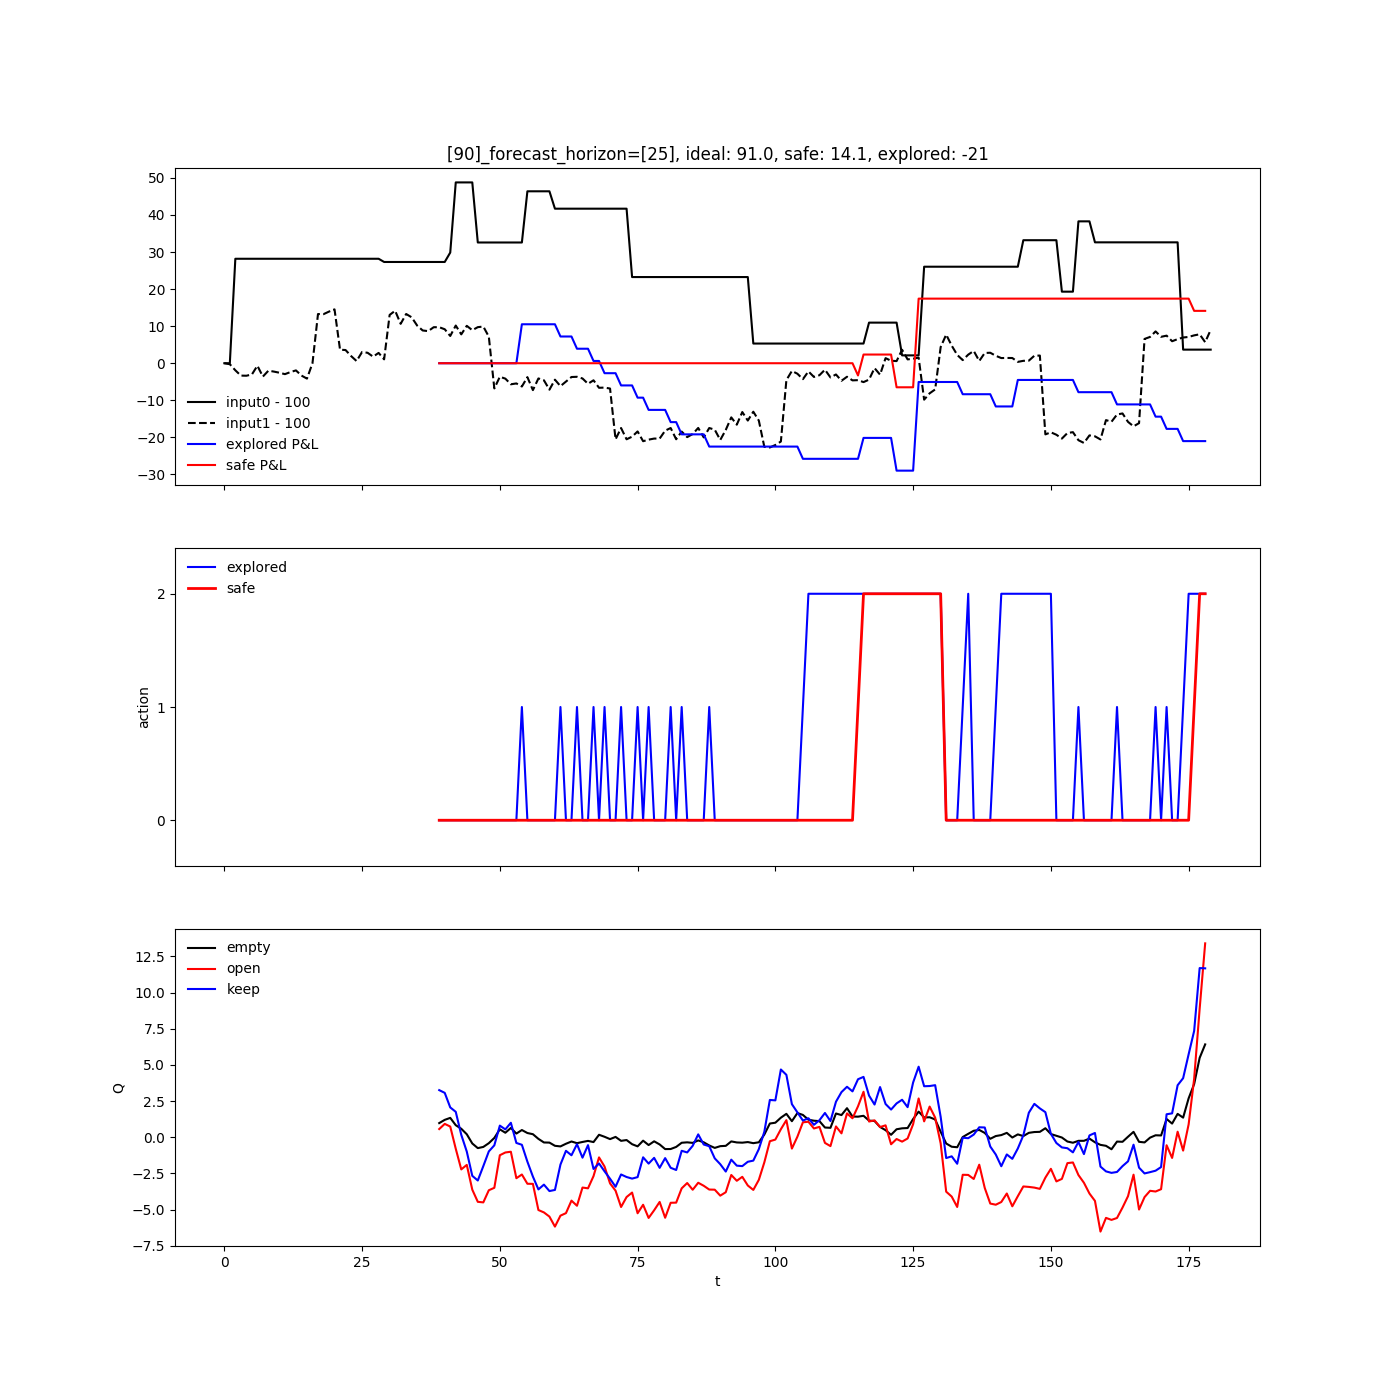 [90]_forecast_horizon=[25], ideal: 91.0, safe: 14.1, explored: -21
50
40
30
20
10
0
−10
−20
−30
input0 - 100
input1 - 100
explored P&L
safe P&L
explored
safe
2
1
0
action
empty
open
keep
12.5
10.0
7.5
5.0
2.5
0.0
−2.5
−5.0
−7.5
Q
0 25 50 75 100 125 150 175
t